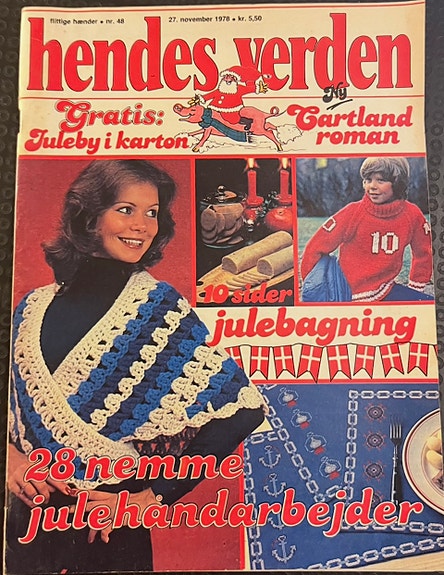 flittige hænder • nr. 48
27. november 1978 • kr. 5,50
hendes verden
Gratis:
Juleby i karton
Ny
Cartland
roman
10
10 sider
julebagning
28 nemme
julehåndarbejder